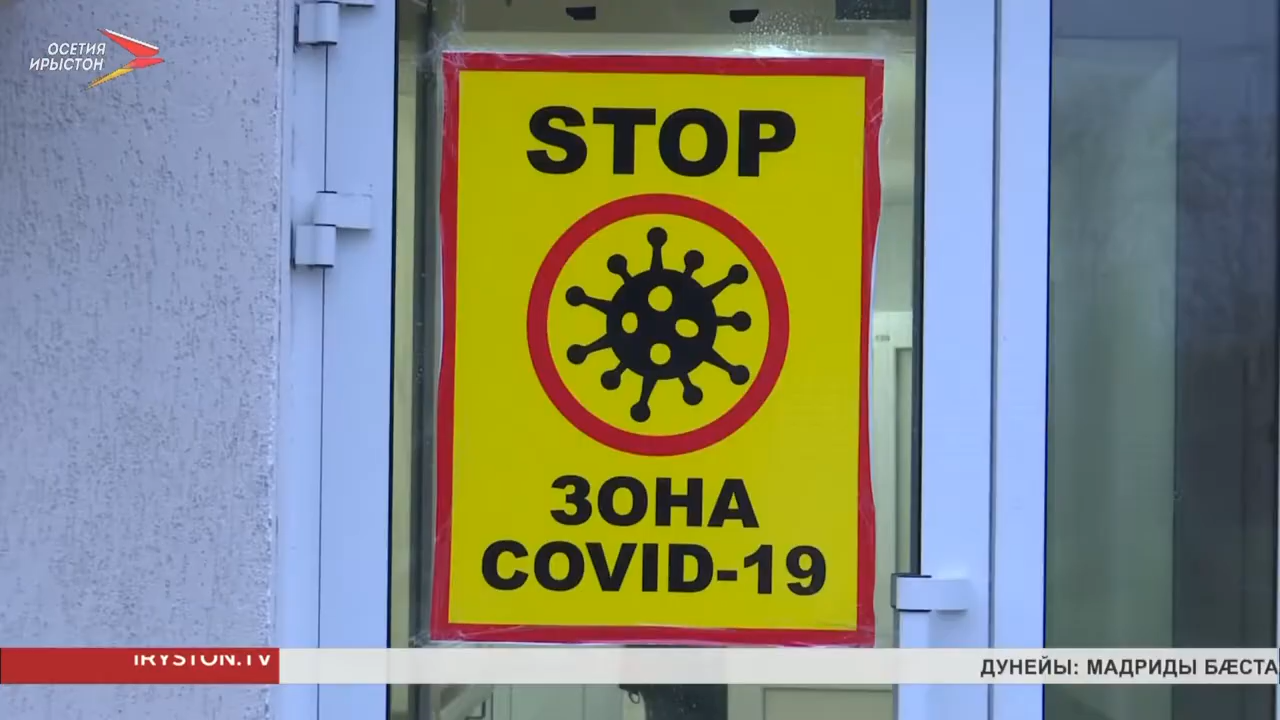 ОСЕТИЯ
ИРЫСТОН
STOP
ЗОНА
COVID-19
IRYSTON.TV
ДУНЕЙЫ: МАДРИДЫ БÆСТА